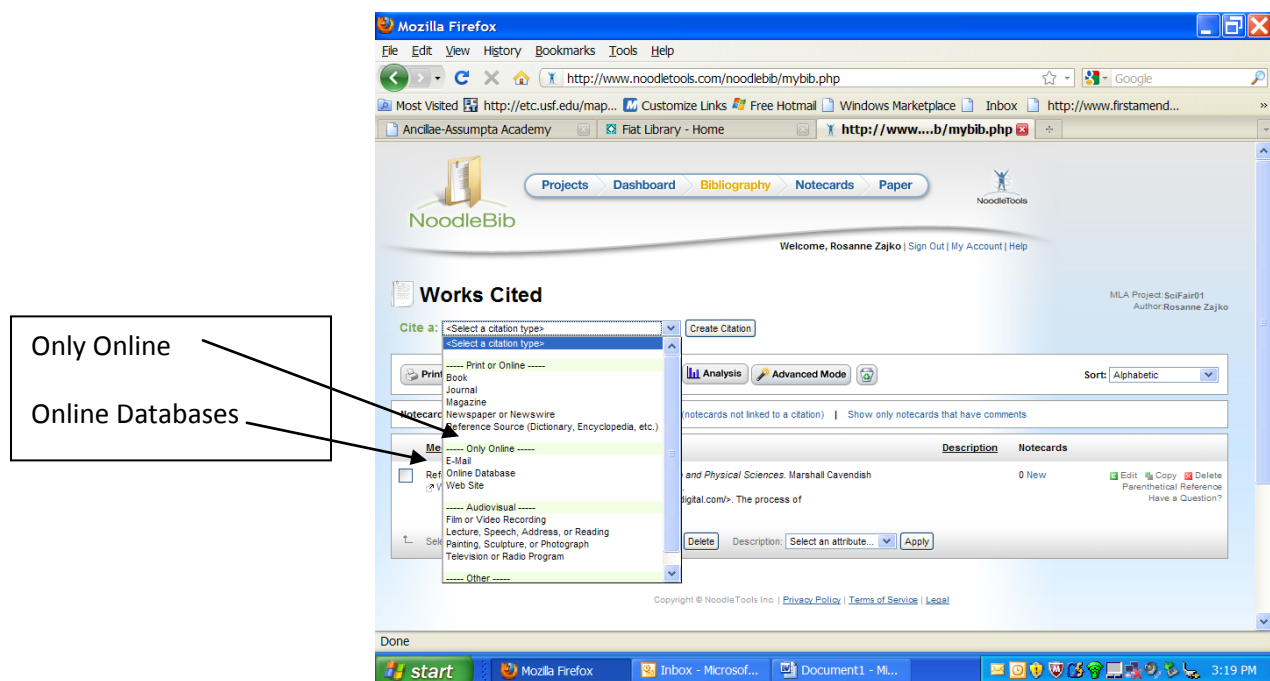 Mozilla Firefox
File Edit View History Bookmarks Tools Help
http://www.noodletools.com/noodlebib/mybib.php
Google
Most Visited http://etc.usf.edu/map... Customize Links Free Hotmail Windows Marketplace Inbox http://www.firstamend... »
Ancillae-Assumpta Academy Fiat Library - Home http://www....b/mybib.php
NoodleBib
Projects Dashboard Bibliography Notecards Paper
NoodleTools
Welcome, Rosanne Zajko | Sign Out | My Account | Help
Works Cited
MLA Project: SciFair01
Author: Rosanne Zajko
Cite a: <Select a citation type> Create Citation
<Select a citation type>
----- Print or Online -----
Book
Journal
Magazine
Newspaper or Newswire
Reference Source (Dictionary, Encyclopedia, etc.)
----- Only Online -----
E-Mail
Online Database
Web Site
----- Audiovisual -----
Film or Video Recording
Lecture, Speech, Address, or Reading
Painting, Sculpture, or Photograph
Television or Radio Program
----- Other -----
Only Online
Online Databases
Print Analysis Advanced Mode Sort: Alphabetic
Notecard (notecards not linked to a citation) | Show only notecards that have comments
Me Description Notecards
Ref and Physical Sciences. Marshall Cavendish 0 New Edit Copy Delete
W Parenthetical Reference
digital.com/>. The process of Have a Question?
Sele Delete Description: Select an attribute... Apply
Copyright © NoodleTools Inc. | Privacy Policy | Terms of Service | Legal
Done
start Mozilla Firefox Inbox - Microsof... Document1 - Mi... 3:19 PM